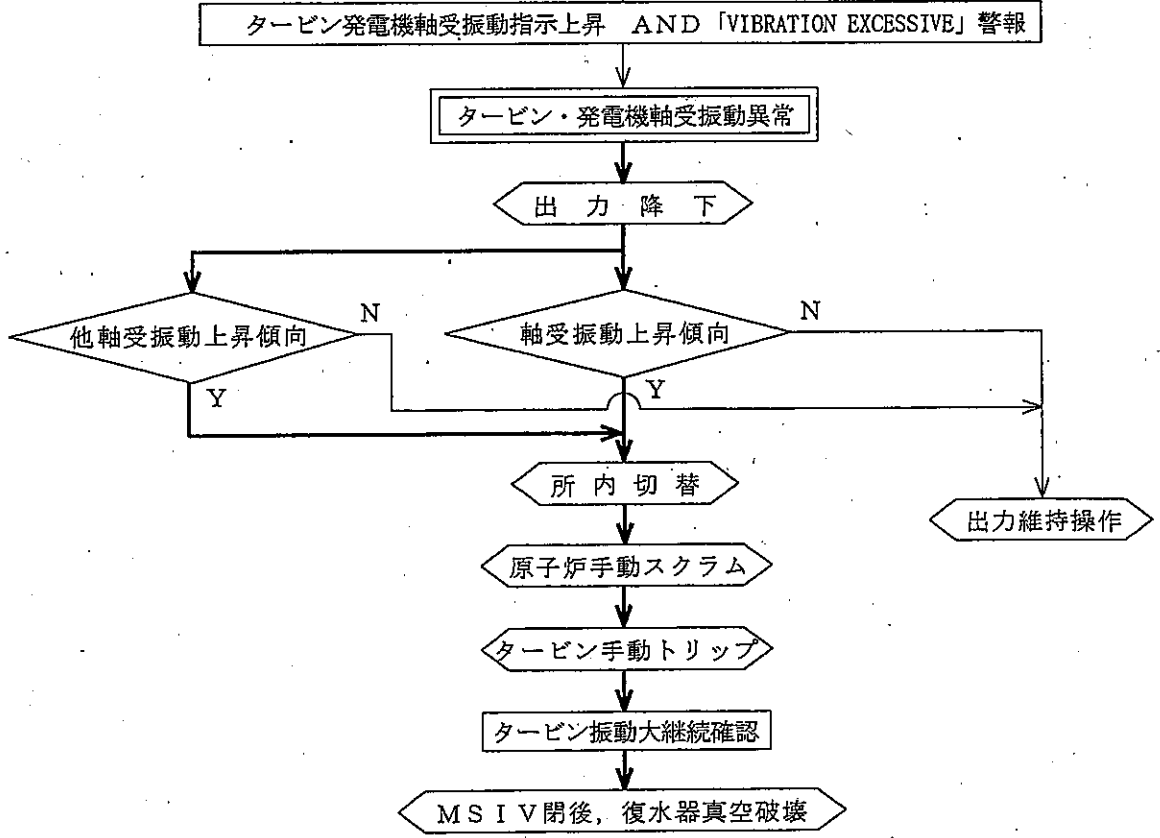 タービン発電機軸受振動指示上昇 AND「VIBRATION EXCESSIVE」警報
タービン・発電機軸受振動異常
出力降下
他軸受振動上昇傾向
N
軸受振動上昇傾向
N
Y
Y
所内切替
出力維持操作
原子炉手動スクラム
タービン手動トリップ
タービン振動大継続確認
MSIV閉後,復水器真空破壊